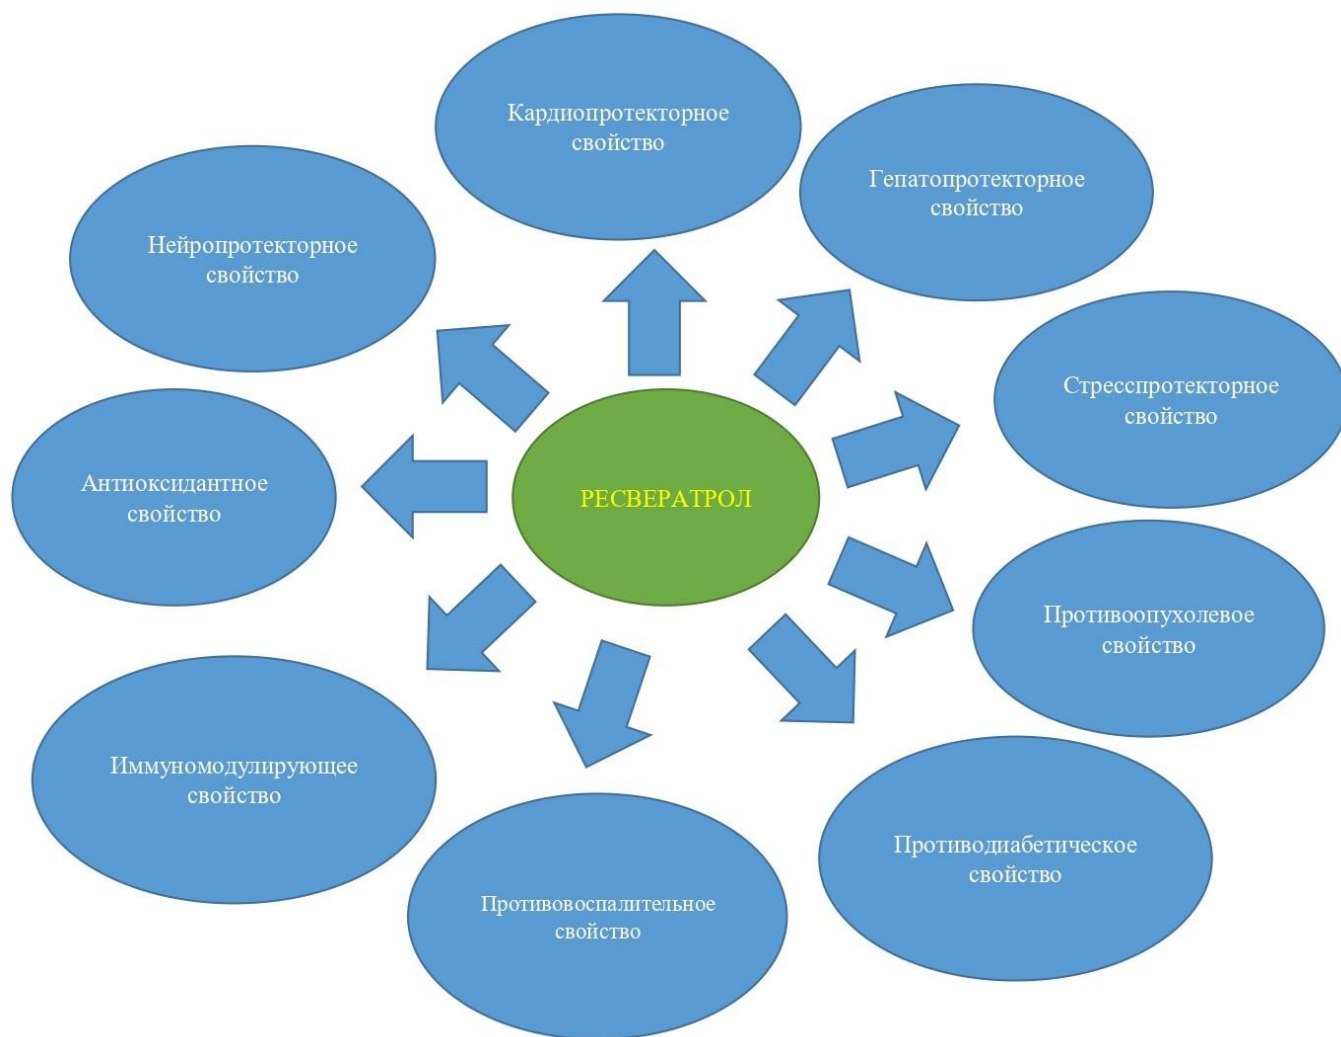 Кардиопротекторное
свойство
Гепатопротекторное
свойство
Нейропротекторное
свойство
Стресспротекторное
свойство
Антиоксидантное
свойство
РЕСВЕРАТРОЛ
Противоопухолевое
свойство
Иммуномодулирующее
свойство
Противодиабетическое
свойство
Противовоспалительное
свойство